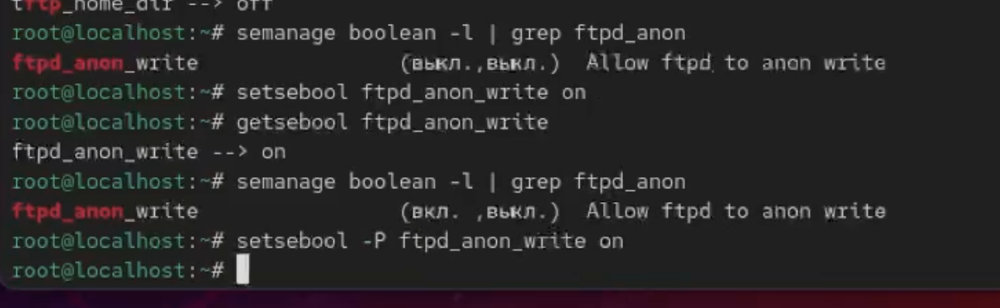 tftp_home_dir --> off
root@localhost:~# semanage boolean -l | grep ftpd_anon
ftpd_anon_write (выкл.,выкл.) Allow ftpd to anon write
root@localhost:~# setsebool ftpd_anon_write on
root@localhost:~# getsebool ftpd_anon_write
ftpd_anon_write --> on
root@localhost:~# semanage boolean -l | grep ftpd_anon
ftpd_anon_write (вкл. ,выкл.) Allow ftpd to anon write
root@localhost:~# setsebool -P ftpd_anon_write on
root@localhost:~#